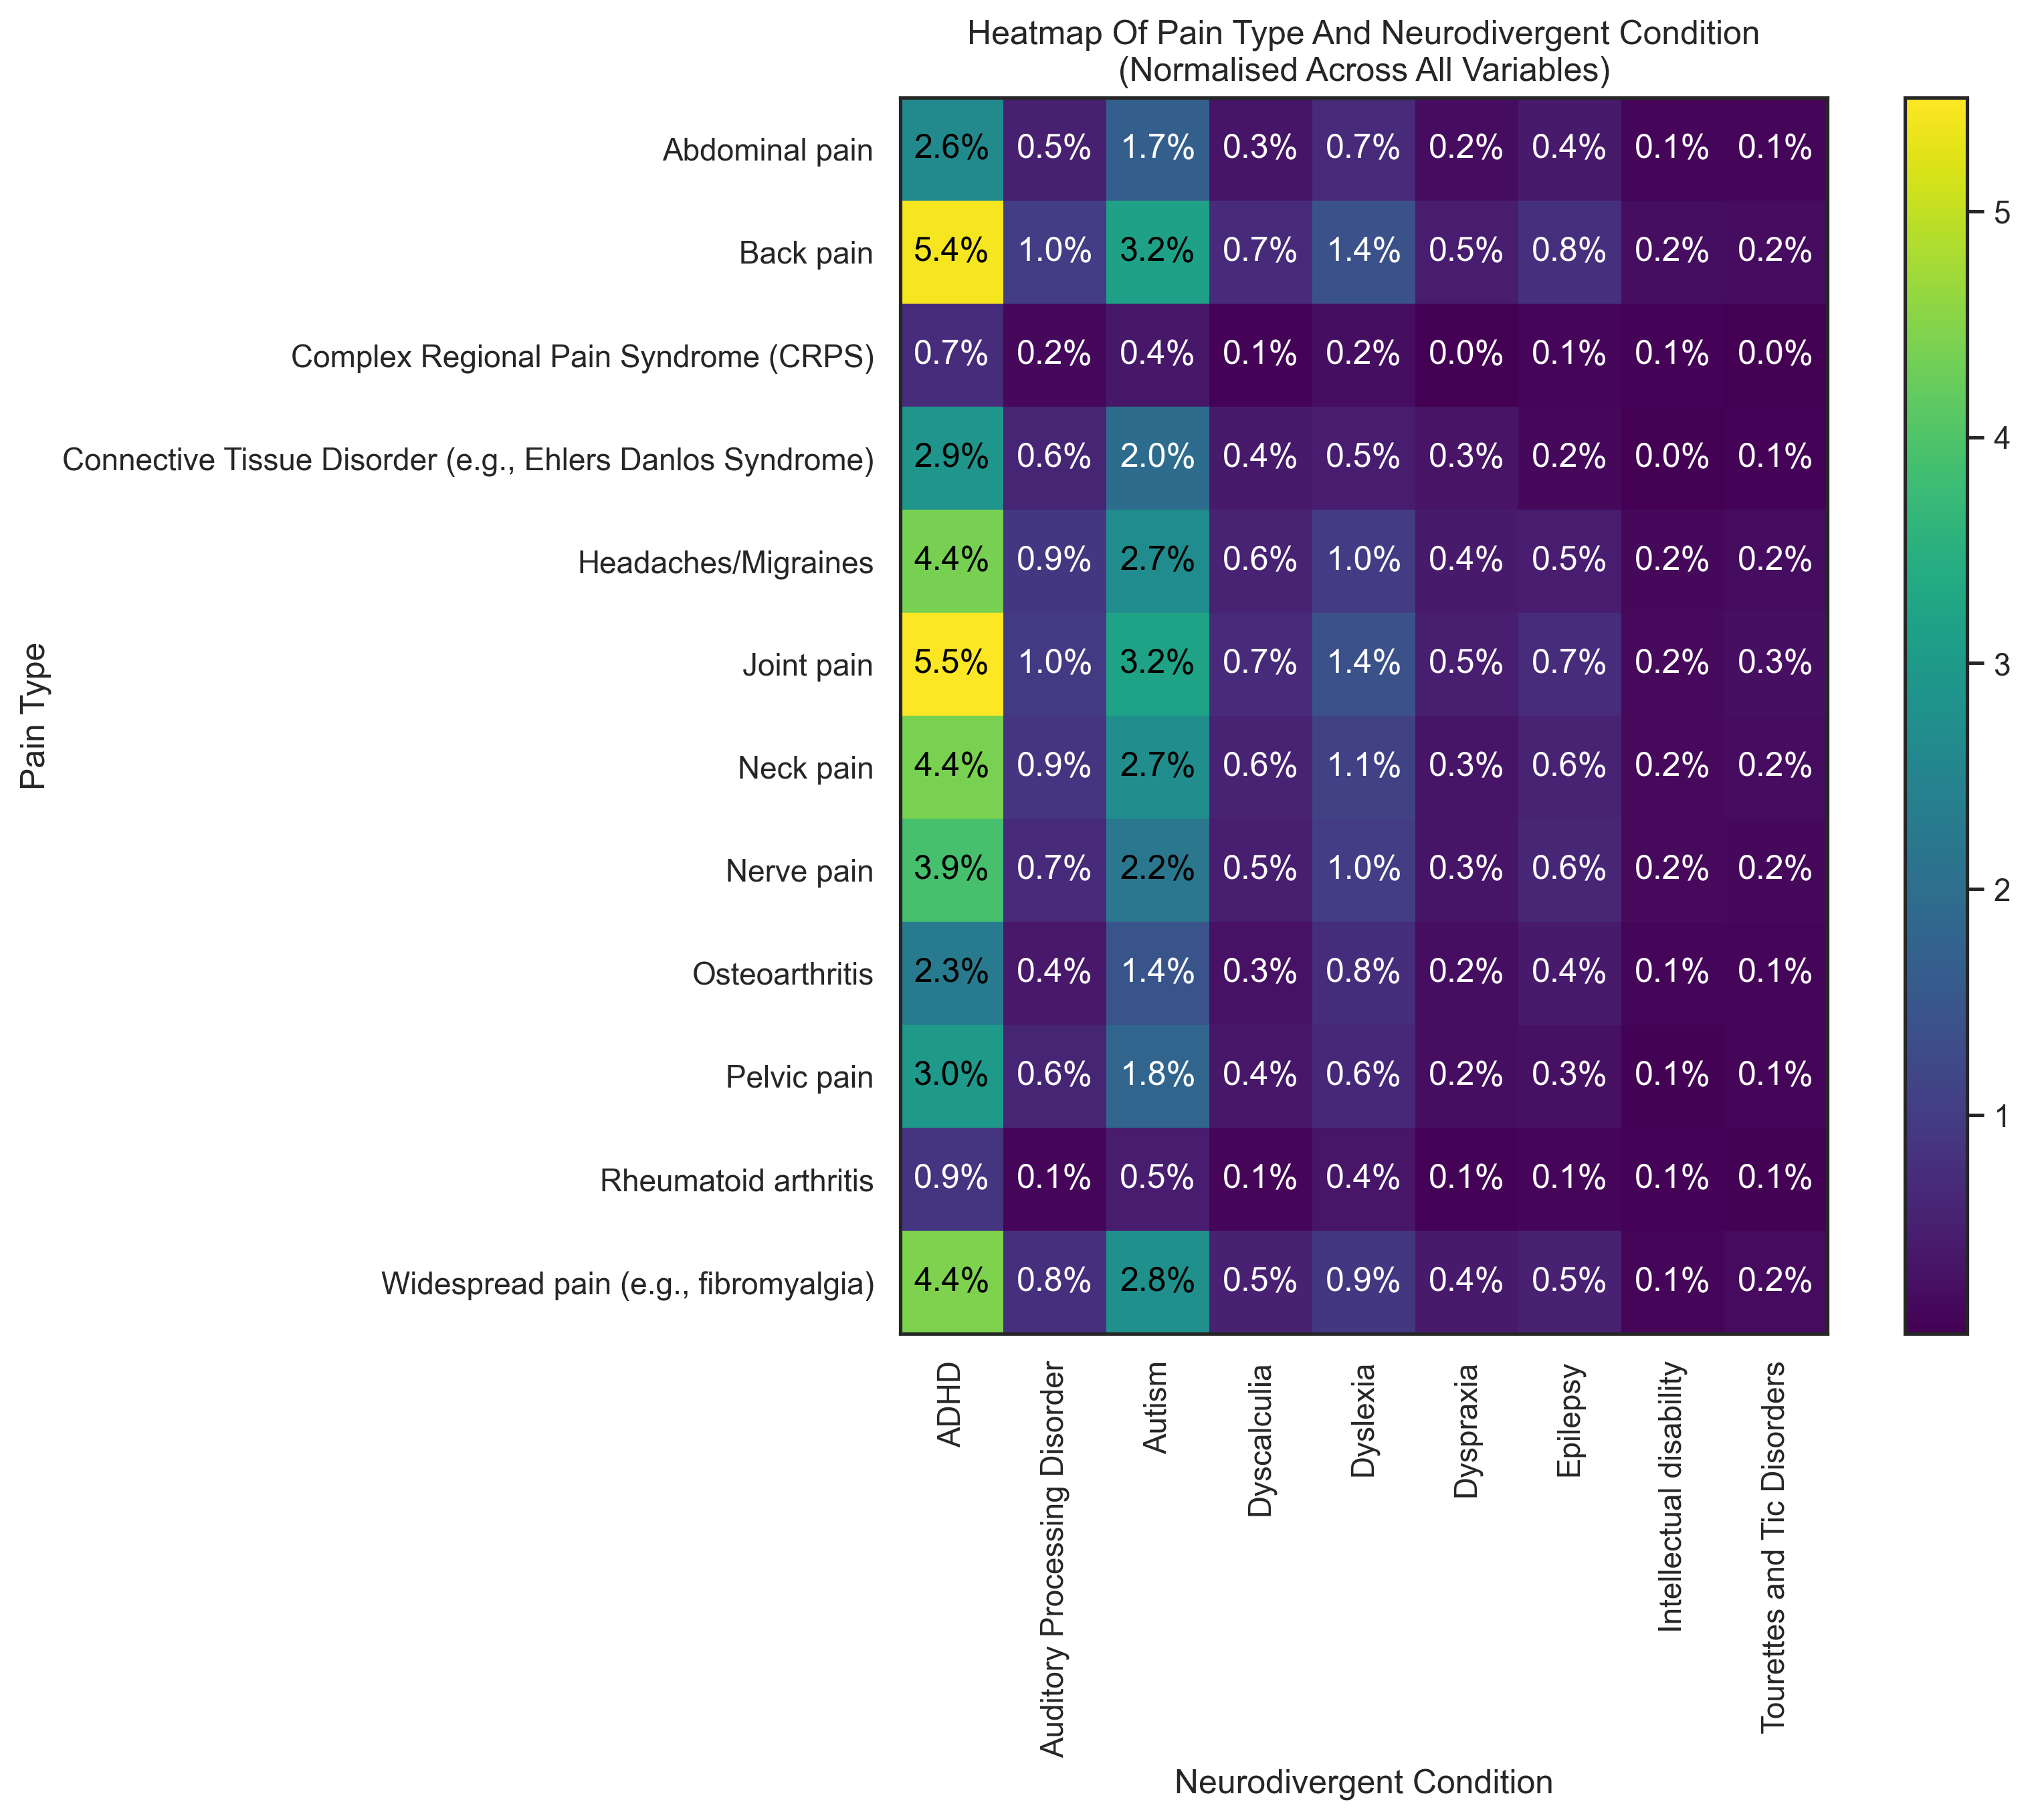 Heatmap Of Pain Type And Neurodivergent Condition
(Normalised Across All Variables)
Pain Type
Abdominal pain 2.6% 0.5% 1.7% 0.3% 0.7% 0.2% 0.4% 0.1% 0.1%
Back pain 5.4% 1.0% 3.2% 0.7% 1.4% 0.5% 0.8% 0.2% 0.2%
Complex Regional Pain Syndrome (CRPS) 0.7% 0.2% 0.4% 0.1% 0.2% 0.0% 0.1% 0.1% 0.0%
Connective Tissue Disorder (e.g., Ehlers Danlos Syndrome) 2.9% 0.6% 2.0% 0.4% 0.5% 0.3% 0.2% 0.0% 0.1%
Headaches/Migraines 4.4% 0.9% 2.7% 0.6% 1.0% 0.4% 0.5% 0.2% 0.2%
Joint pain 5.5% 1.0% 3.2% 0.7% 1.4% 0.5% 0.7% 0.2% 0.3%
Neck pain 4.4% 0.9% 2.7% 0.6% 1.1% 0.3% 0.6% 0.2% 0.2%
Nerve pain 3.9% 0.7% 2.2% 0.5% 1.0% 0.3% 0.6% 0.2% 0.2%
Osteoarthritis 2.3% 0.4% 1.4% 0.3% 0.8% 0.2% 0.4% 0.1% 0.1%
Pelvic pain 3.0% 0.6% 1.8% 0.4% 0.6% 0.2% 0.3% 0.1% 0.1%
Rheumatoid arthritis 0.9% 0.1% 0.5% 0.1% 0.4% 0.1% 0.1% 0.1% 0.1%
Widespread pain (e.g., fibromyalgia) 4.4% 0.8% 2.8% 0.5% 0.9% 0.4% 0.5% 0.1% 0.2%
ADHD
Auditory Processing Disorder
Autism
Dyscalculia
Dyslexia
Dyspraxia
Epilepsy
Intellectual disability
Tourettes and Tic Disorders
Neurodivergent Condition
5
4
3
2
1